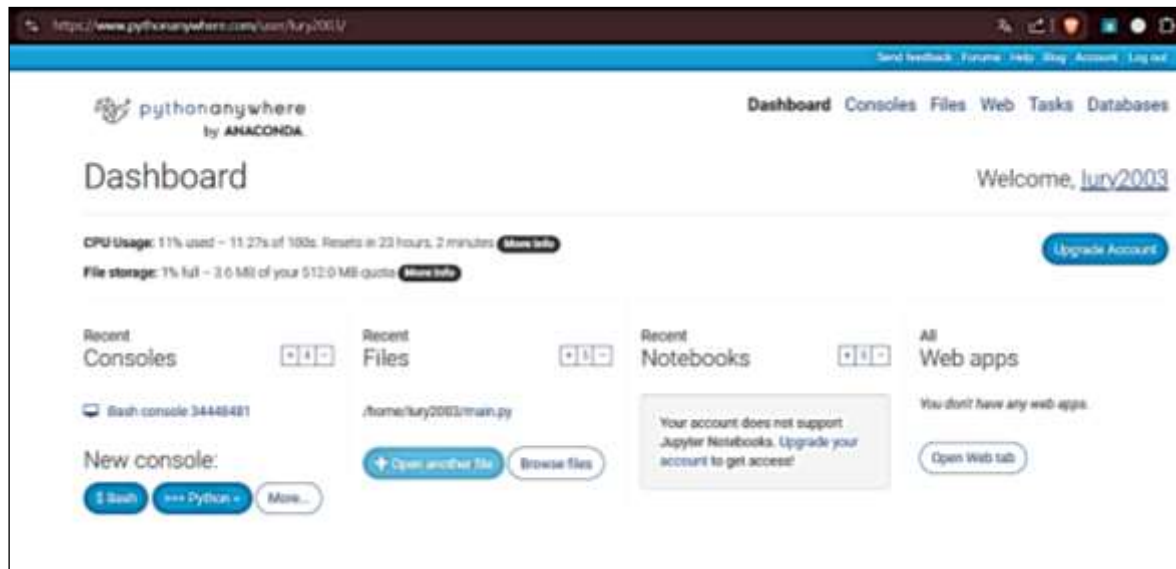 https://www.pythonanywhere.com/user/lury2003/
Send feedback Forums Help Blog Account Log out
pythonanywhere
by ANACONDA
Dashboard Consoles Files Web Tasks Databases
Dashboard
Welcome, lury2003
CPU Usage: 11% used – 11.27s of 100s. Resets in 23 hours, 2 minutes More Info
File storage: 1% full – 3.6 MB of your 512.0 MB quota More Info
Upgrade Account
Recent
Consoles
Bash console 34448481
New console:
$ Bash
>>> Python
More...
Recent
Files
/home/lury2003/main.py
Open another file
Browse files
Recent
Notebooks
Your account does not support
Jupyter Notebooks. Upgrade your
account to get access!
All
Web apps
You don't have any web apps.
Open Web tab